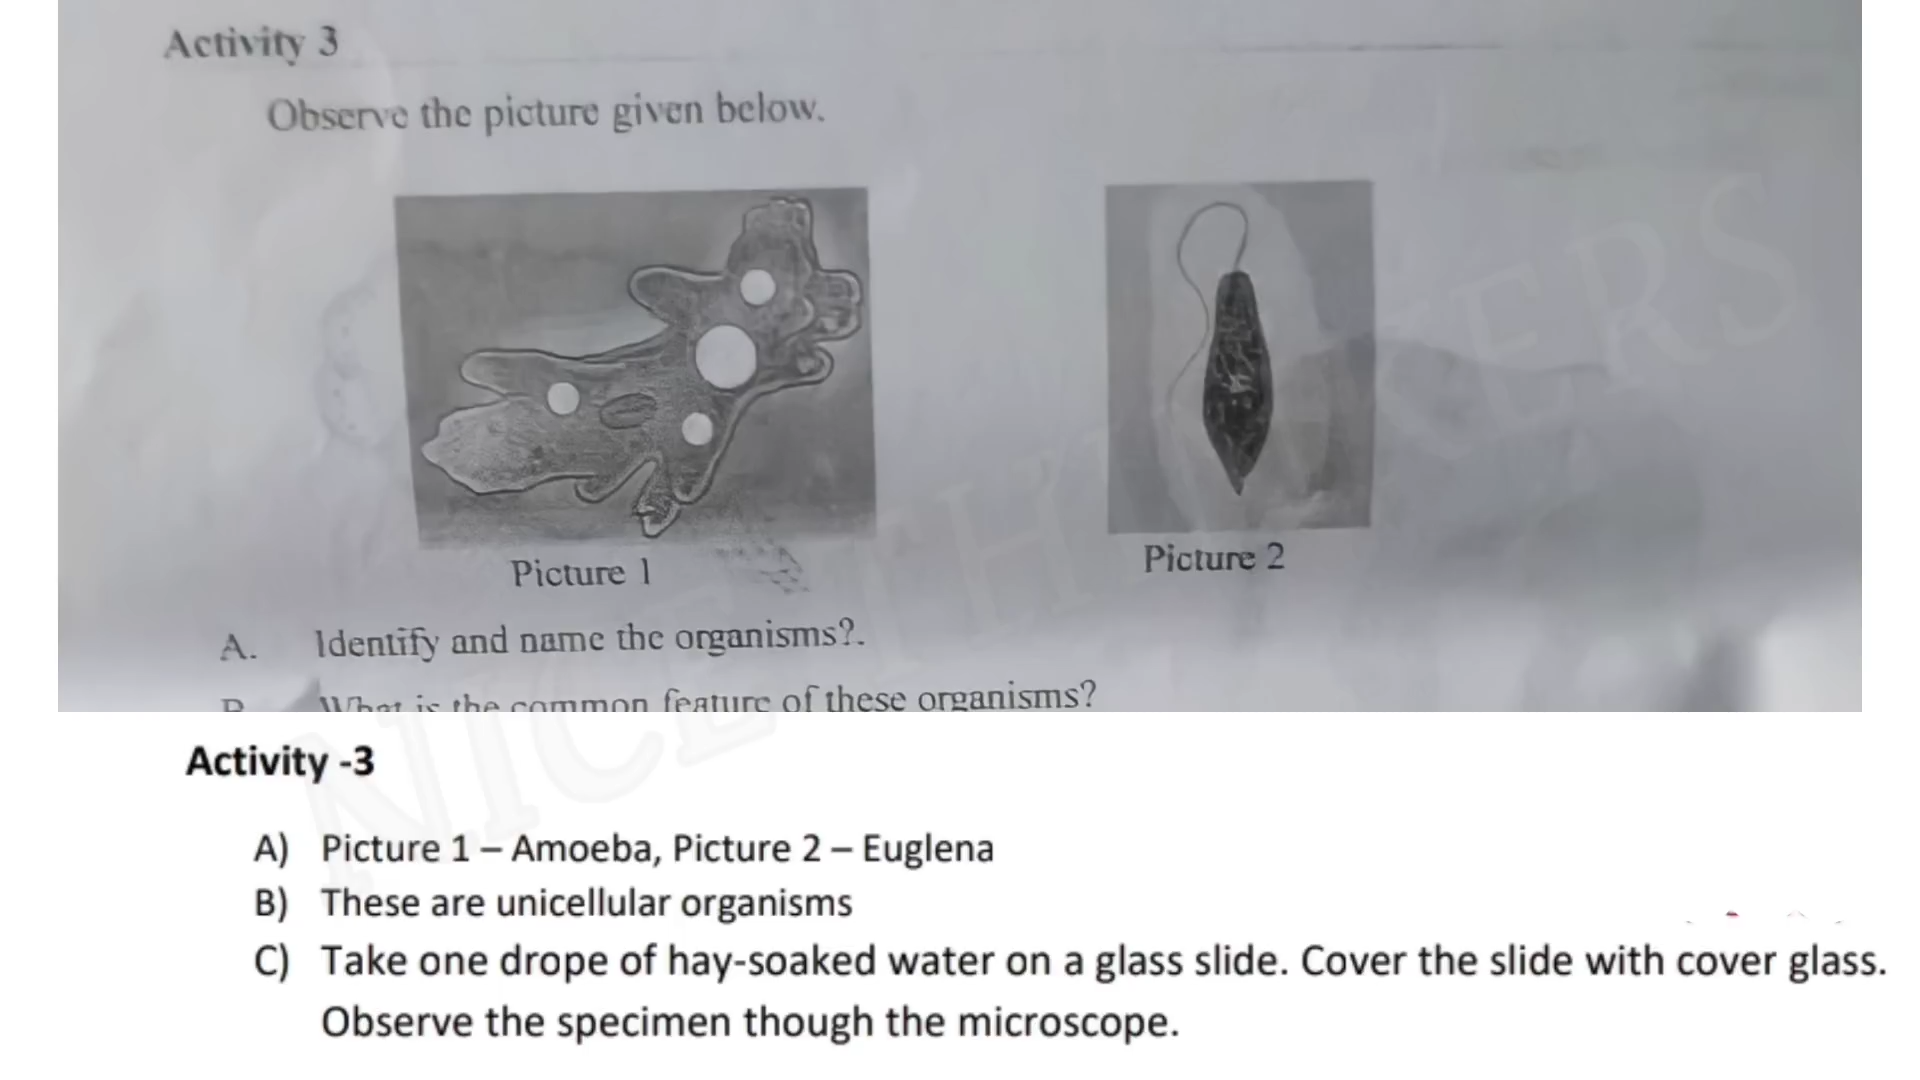 Activity 3
Observe the picture given below.
Picture 1
Picture 2
A. Identify and name the organisms?.
B What is the common feature of these organisms?
NICE THINKERS
Activity -3
A) Picture 1 – Amoeba, Picture 2 – Euglena
B) These are unicellular organisms
C) Take one drope of hay-soaked water on a glass slide. Cover the slide with cover glass.
Observe the specimen though the microscope.